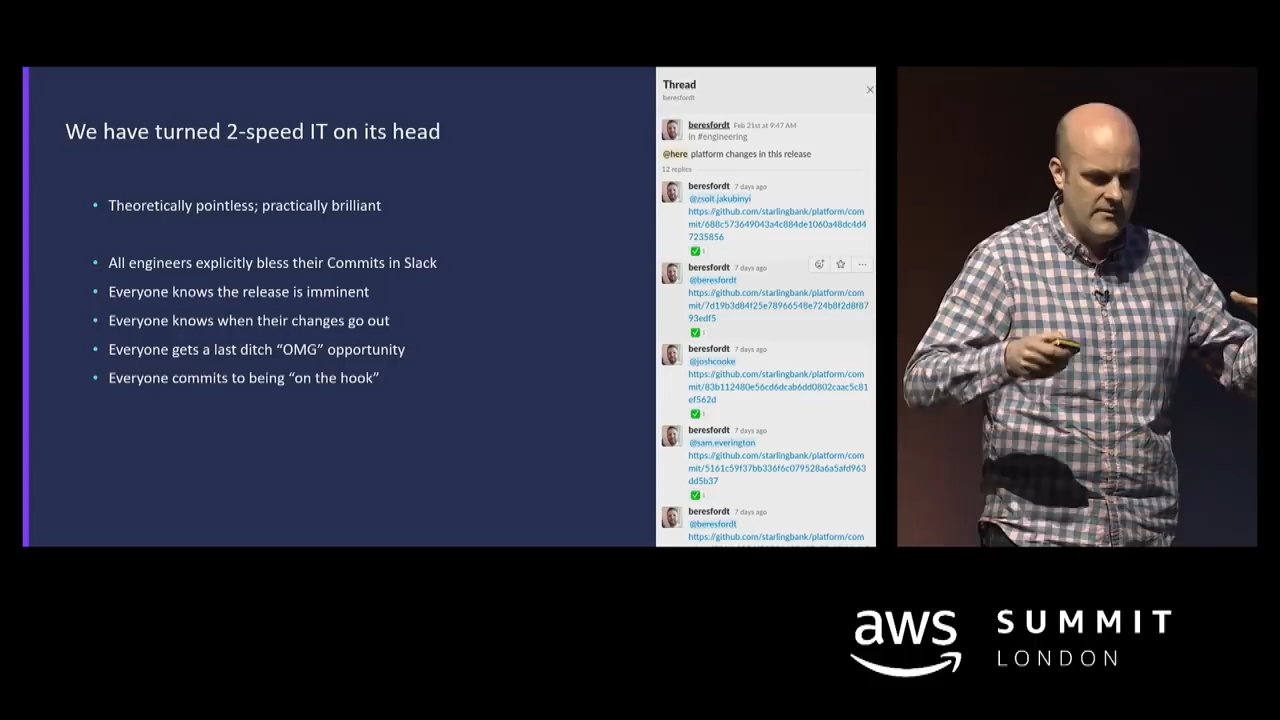 We have turned 2-speed IT on its head
• Theoretically pointless; practically brilliant
• All engineers explicitly bless their Commits in Slack
• Everyone knows the release is imminent
• Everyone knows when their changes go out
• Everyone gets a last ditch “OMG” opportunity
• Everyone commits to being “on the hook”
Thread
beresfordt
beresfordt Feb 21st at 9:47 AM
in #engineering
@here platform changes in this release
12 replies
beresfordt 7 days ago
@zsolt.jakubinyi
https://github.com/starlingbank/platform/com
mit/688c573649043a4c884de1060a48dc4d4
7235856
1
beresfordt 7 days ago
@beresfordt
https://github.com/starlingbank/platform/com
mit/7d19b3d84f25e78966548e724b8f2d8f87
93edf5
1
beresfordt 7 days ago
@joshcooke
https://github.com/starlingbank/platform/com
mit/83b112480e56cd6dcab6dd0802caac5c81
ef562d
1
beresfordt 7 days ago
@sam.everington
https://github.com/starlingbank/platform/com
mit/5161c59f37bb336f6c079528a6a5afd963
dd5b37
1
beresfordt 7 days ago
@beresfordt
https://github.com/starlingbank/platform/com
aws SUMMIT
LONDON